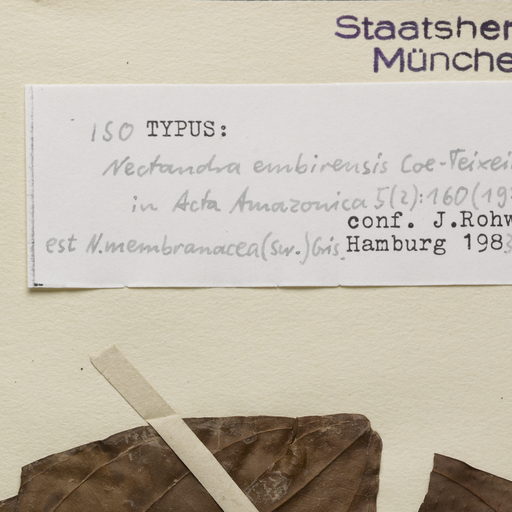 Staatsher
Münche
ISO TYPUS:
Nectandra embirensis Coe-Teixei
in Acta Amazonica 5(2):160(19
conf. J.Rohw
est N.membranacea(Sw.)Gris. Hamburg 198